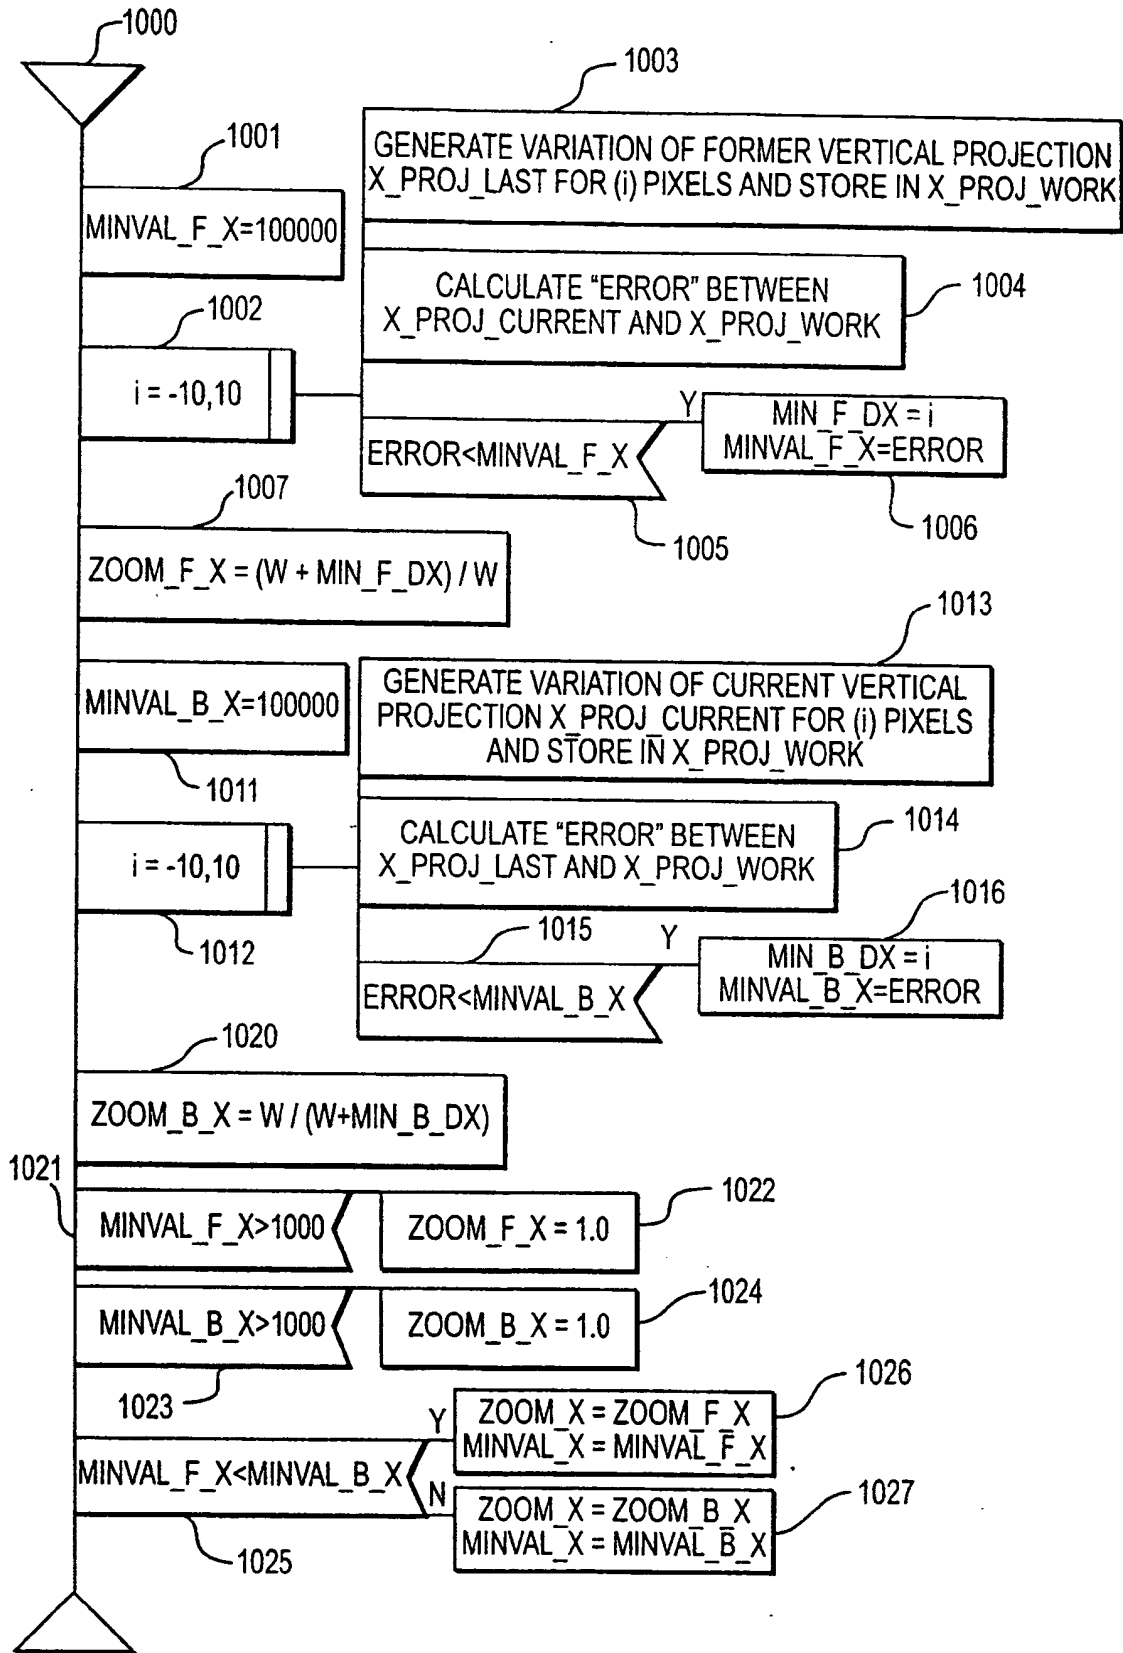 1000
1003
GENERATE VARIATION OF FORMER VERTICAL PROJECTION
X_PROJ_LAST FOR (i) PIXELS AND STORE IN X_PROJ_WORK
1001
MINVAL_F_X=100000
CALCULATE "ERROR" BETWEEN
X_PROJ_CURRENT AND X_PROJ_WORK
1004
1002
i = -10,10
ERROR<MINVAL_F_X
Y
MIN_F_DX = i
MINVAL_F_X=ERROR
1005
1006
1007
ZOOM_F_X = (W + MIN_F_DX) / W
1013
MINVAL_B_X=100000
1011
GENERATE VARIATION OF CURRENT VERTICAL
PROJECTION X_PROJ_CURRENT FOR (i) PIXELS
AND STORE IN X_PROJ_WORK
CALCULATE "ERROR" BETWEEN
X_PROJ_LAST AND X_PROJ_WORK
1014
i = -10,10
1012
1015
ERROR<MINVAL_B_X
Y
1016
MIN_B_DX = i
MINVAL_B_X=ERROR
1020
ZOOM_B_X = W / (W+MIN_B_DX)
1021
MINVAL_F_X>1000
ZOOM_F_X = 1.0
1022
MINVAL_B_X>1000
ZOOM_B_X = 1.0
1024
1023
MINVAL_F_X<MINVAL_B_X
1025
Y
ZOOM_X = ZOOM_F_X
MINVAL_X = MINVAL_F_X
1026
N
ZOOM_X = ZOOM_B_X
MINVAL_X = MINVAL_B_X
1027